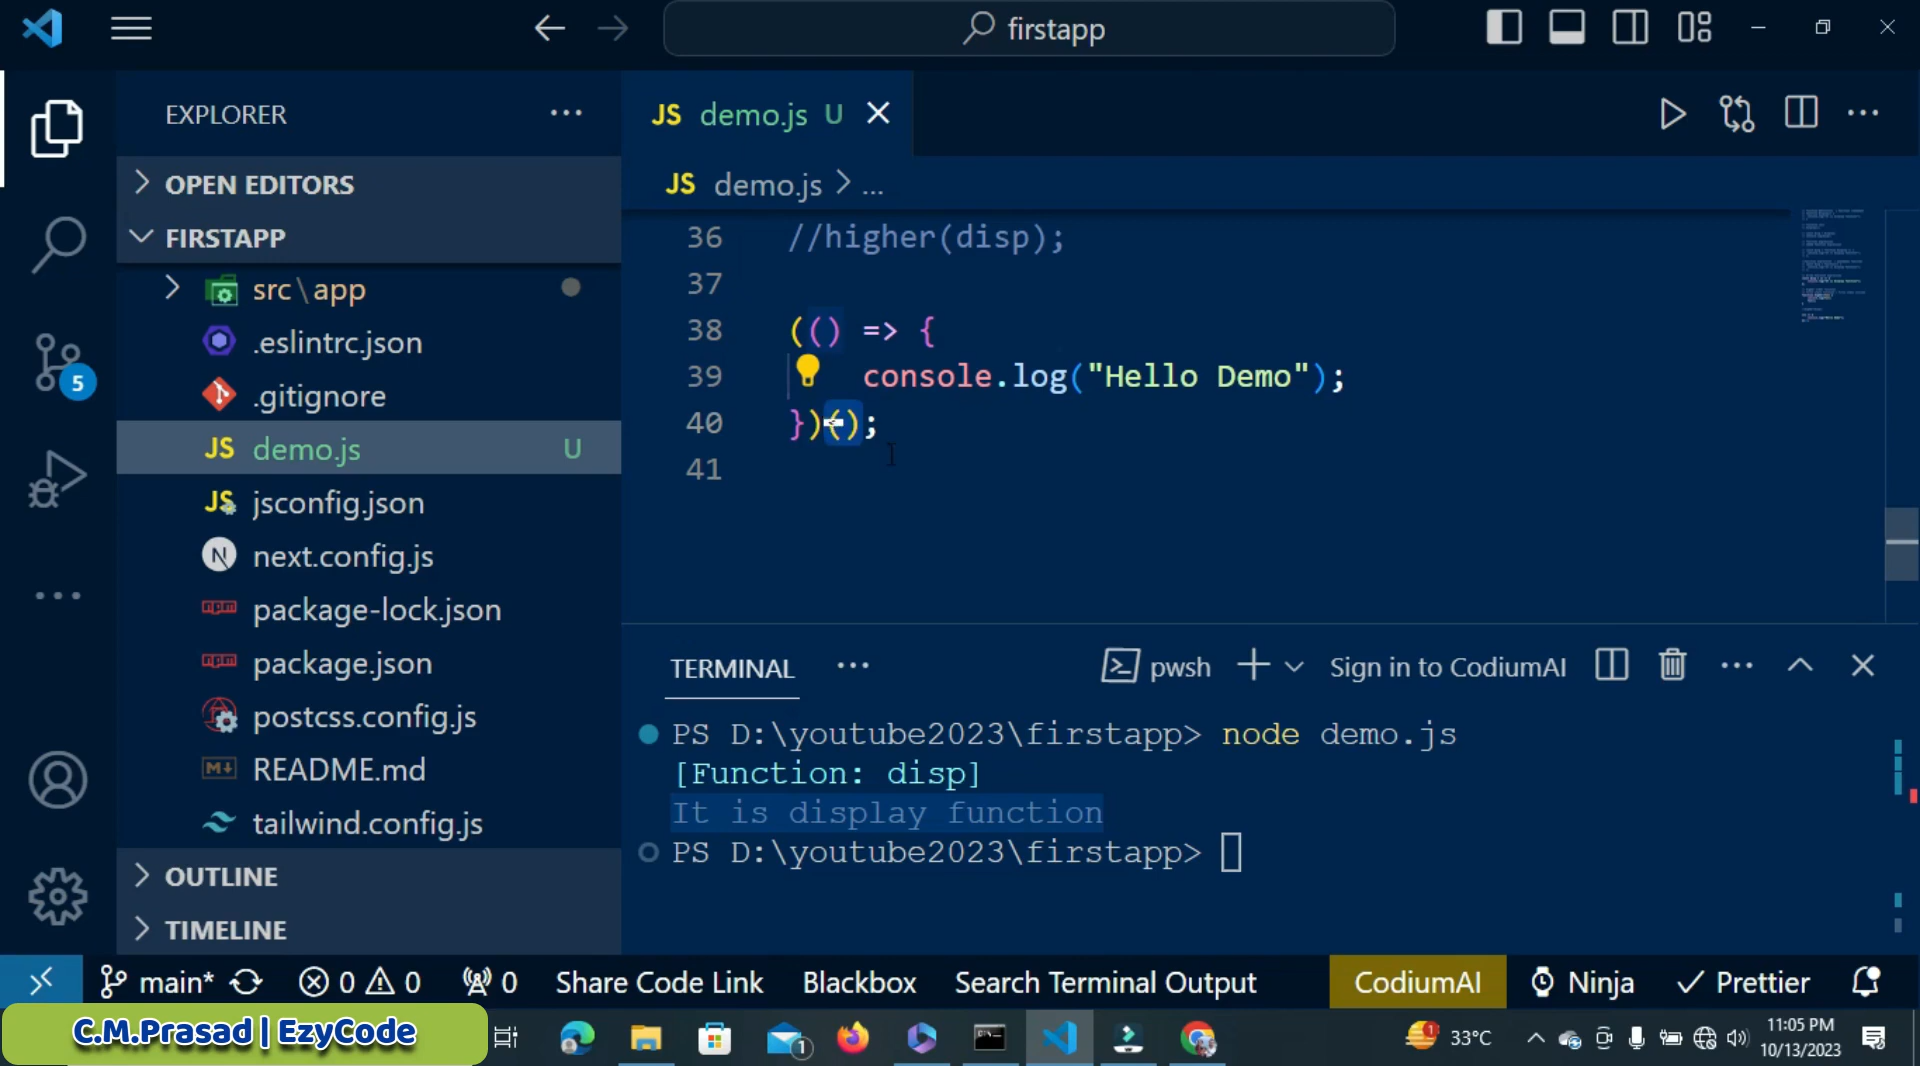 firstapp
EXPLORER
OPEN EDITORS
FIRSTAPP
src\app
.eslintrc.json
.gitignore
JS demo.js U
JS jsconfig.json
N next.config.js
package-lock.json
package.json
postcss.config.js
M↓ README.md
tailwind.config.js
OUTLINE
TIMELINE
5
JS demo.js U
JS demo.js > ...
36 //higher(disp);
37
38 (() => {
39 console.log("Hello Demo");
40 })();
41
TERMINAL
pwsh
Sign in to CodiumAI
PS D:\youtube2023\firstapp> node demo.js
[Function: disp]
It is display function
PS D:\youtube2023\firstapp>
main* 0 0 0 Share Code Link Blackbox Search Terminal Output CodiumAI Ninja Prettier
C.M.Prasad | EzyCode
1
1 33°C
11:05 PM
10/13/2023